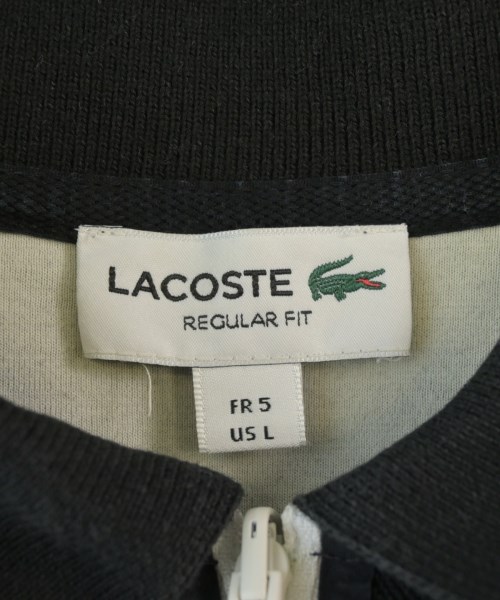 LACOSTE
REGULAR FIT
FR 5
US L